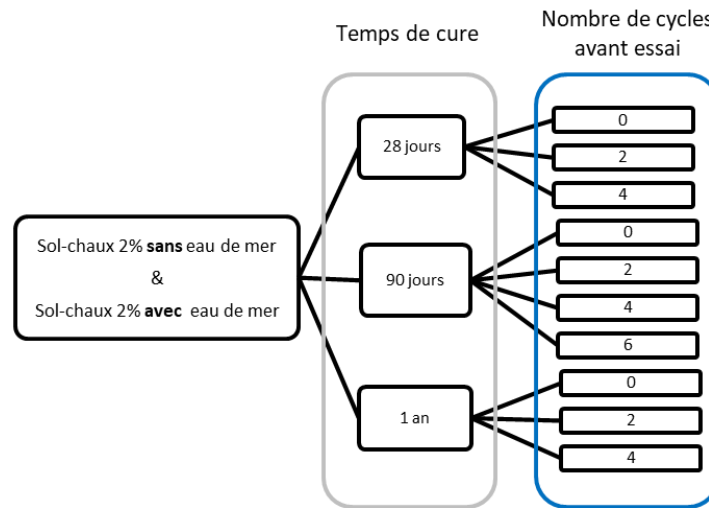 Temps de cure
Nombre de cycles
avant essai
Sol-chaux 2% sans eau de mer
&
Sol-chaux 2% avec eau de mer
28 jours
0
2
4
90 jours
0
2
4
6
1 an
0
2
4